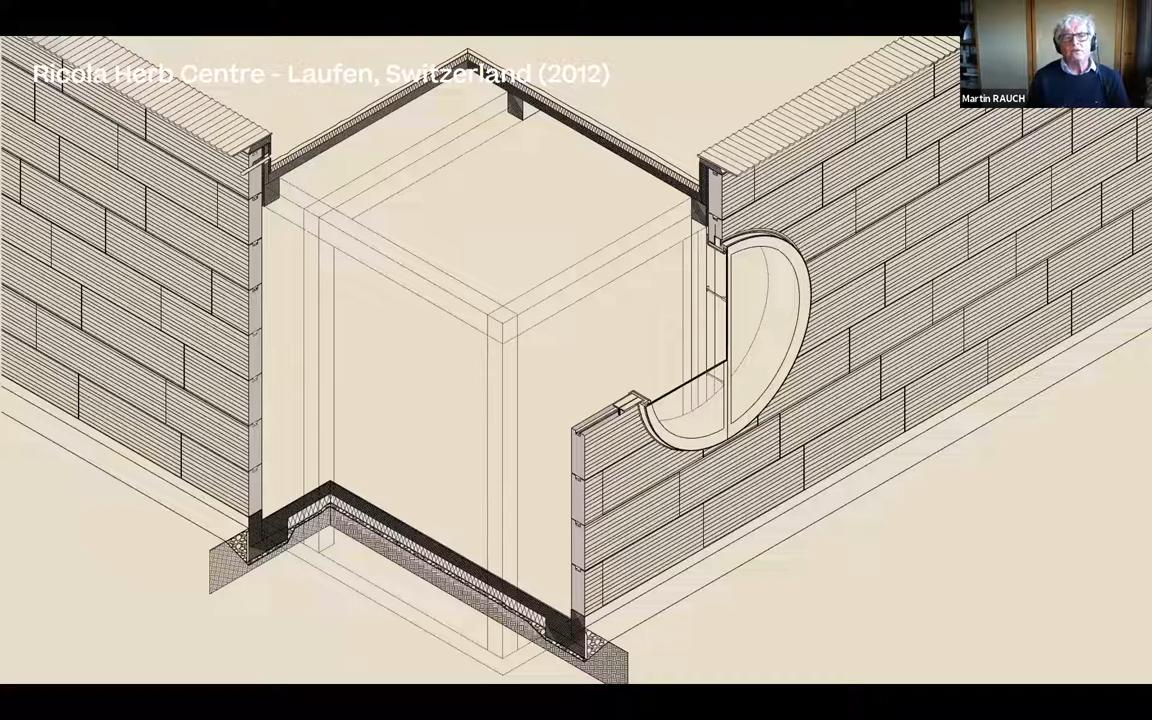 Ricola Herb Centre - Laufen, Switzerland (2012)
Martin RAUCH